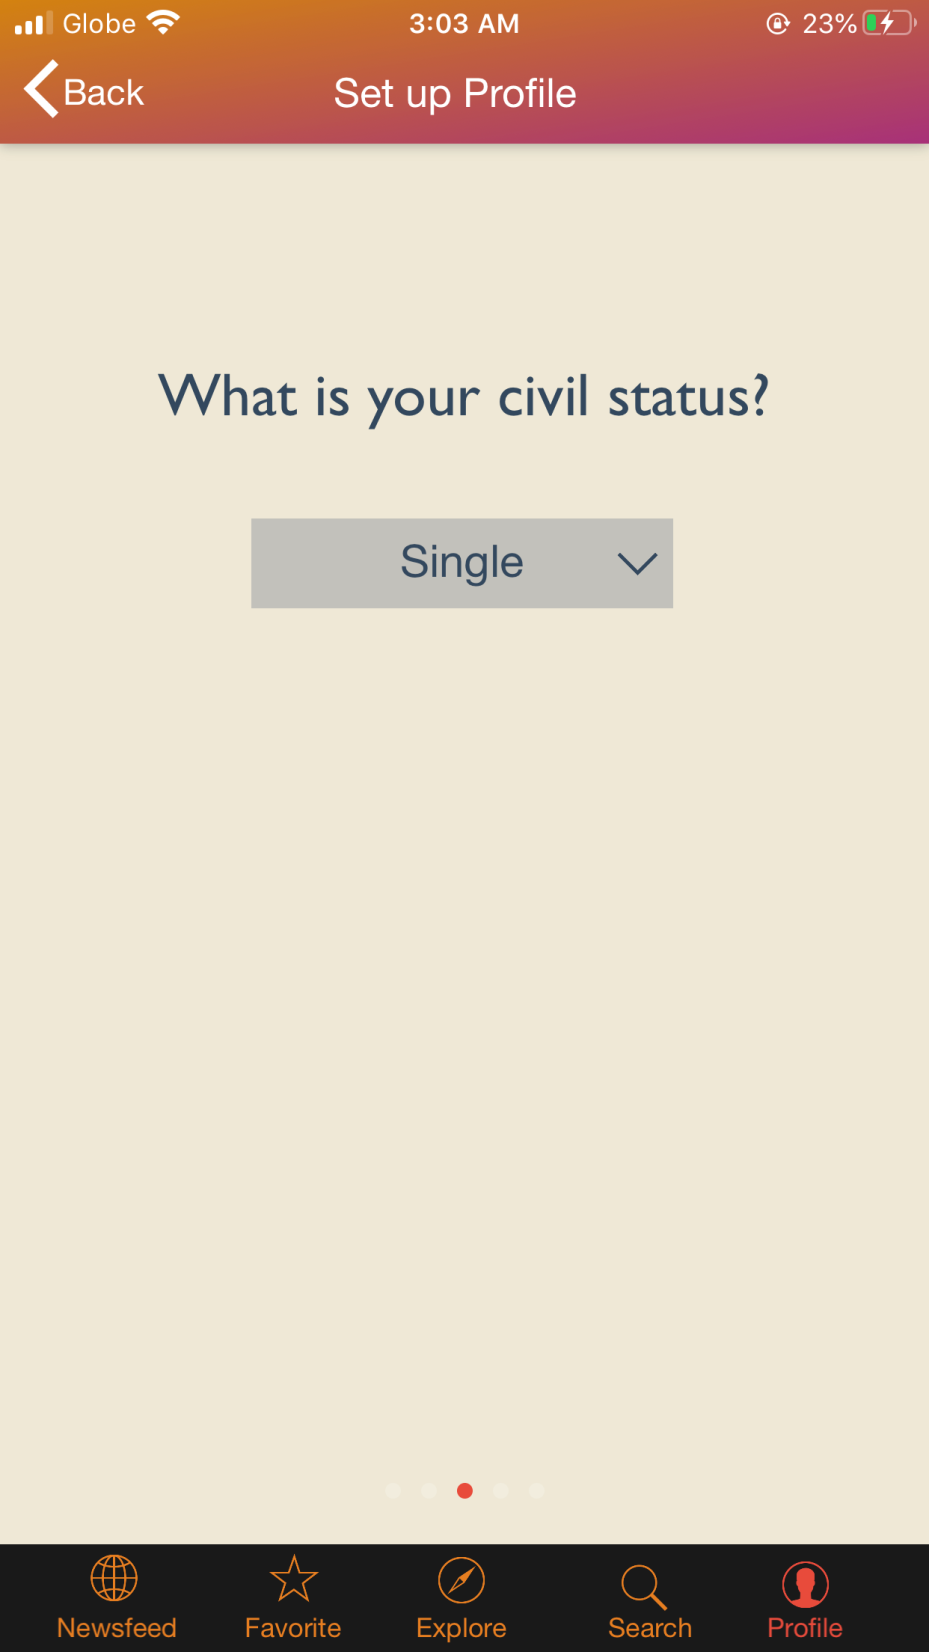 Globe 3:03 AM 23%
Back Set up Profile
What is your civil status?
Single
Newsfeed Favorite Explore Search Profile